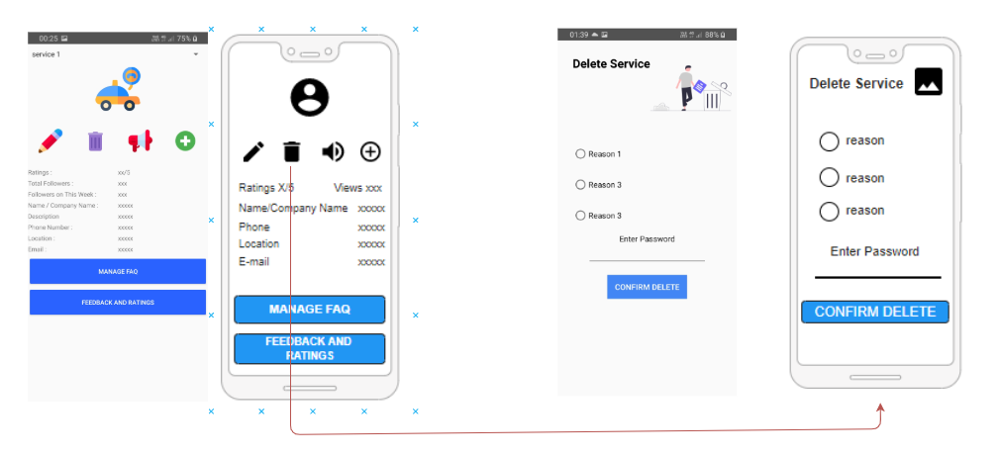 00:25 75%
service 1
Ratings : xx/5
Total Followers : xxx
Followers on This Week : xxx
Name / Company Name : xxxxx
Description xxxxx
Phone Number : xxxxx
Location : xxxxx
Email : xxxxx
MANAGE FAQ
FEEDBACK AND RATINGS
Ratings X/5 Views xxx
Name/Company Name xxxxx
Phone xxxxx
Location xxxxx
E-mail xxxxx
MANAGE FAQ
FEEDBACK AND
RATINGS
01:39 88%
Delete Service
Reason 1
Reason 3
Reason 3
Enter Password
CONFIRM DELETE
Delete Service
reason
reason
reason
Enter Password
CONFIRM DELETE